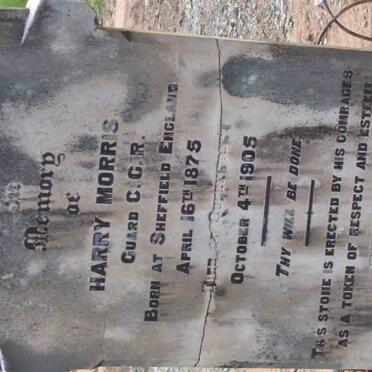 In
Memory
of
HARRY MORRIS
GUARD C.G.R.
BORN AT SHEFFIELD ENGLAND
APRIL 16TH 1875
DIED
OCTOBER 4TH 1905
THY WILL BE DONE
THIS STONE IS ERECTED BY HIS COMRADES
AS A TOKEN OF RESPECT AND ESTEEM